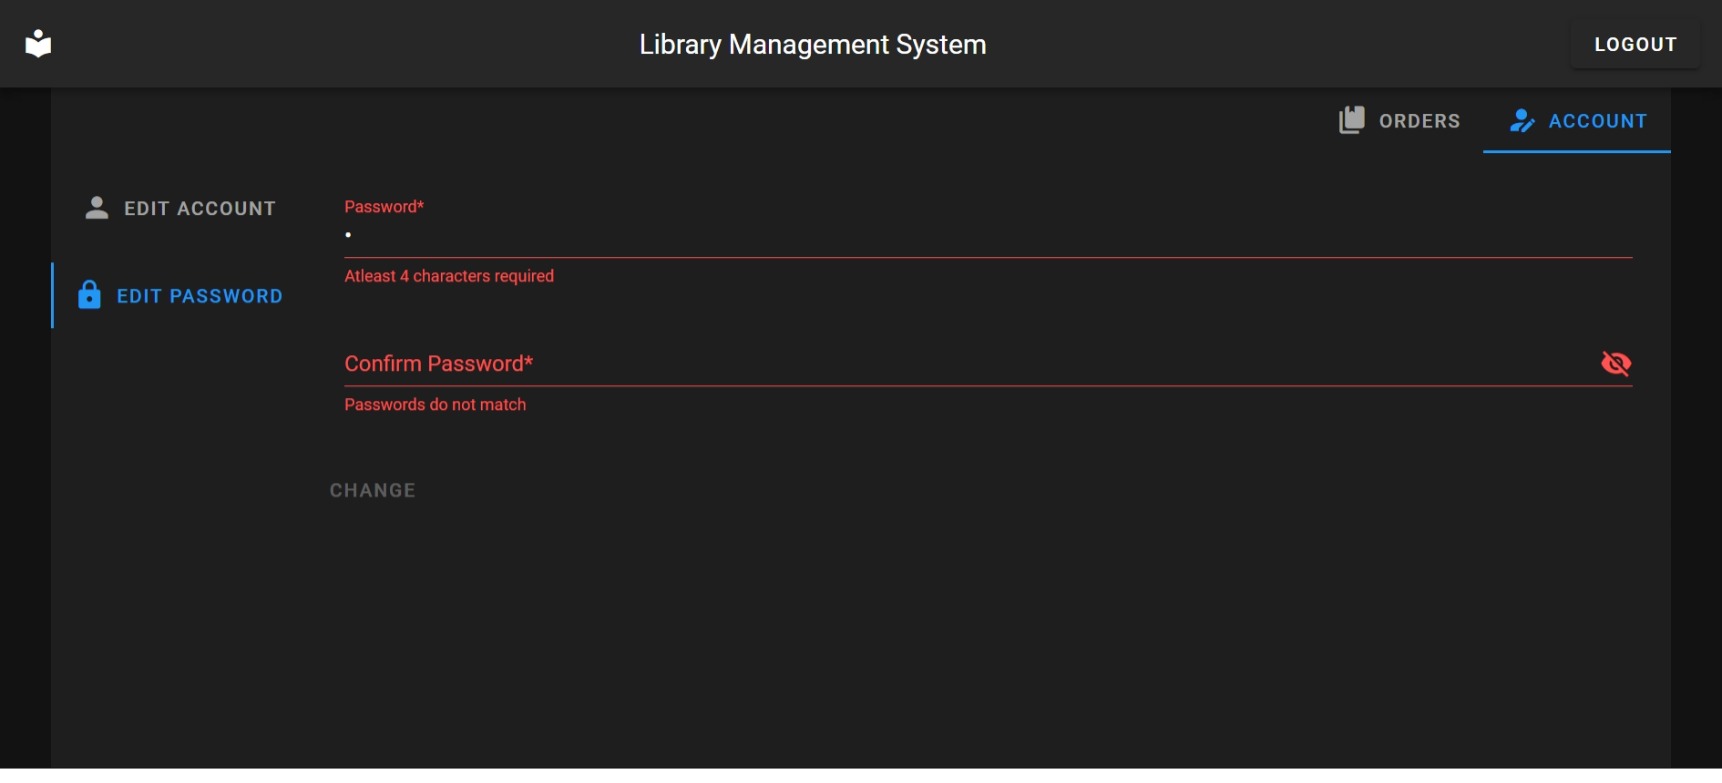 Library Management System
LOGOUT
ORDERS
ACCOUNT
EDIT ACCOUNT
EDIT PASSWORD
Password*
•
Atleast 4 characters required
Confirm Password*
Passwords do not match
CHANGE